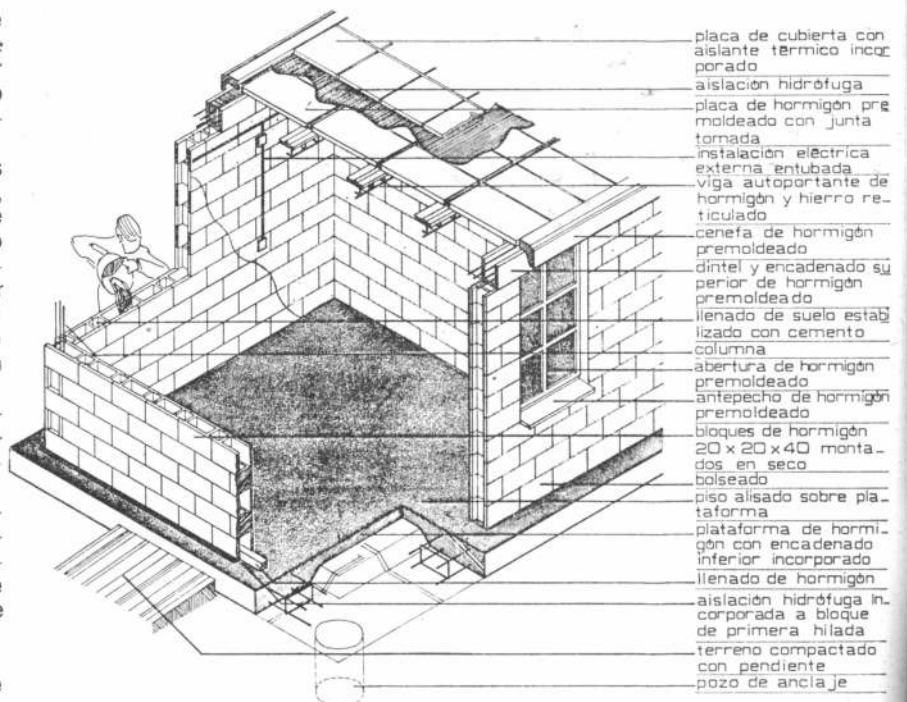 placa de cubierta con
aislante térmico incor
porado
aislación hidrófuga
placa de hormigón pre
moldeado con junta
tomada
instalación eléctrica
externa entubada
viga autoportante de
hormigón y hierro re_
ticulado
cenefa de hormigón
premoldeado
dintel y encadenado su
perior de hormigón
premoldeado
llenado de suelo estab
lizado con cemento
columna
abertura de hormigón
premoldeado
antepecho de hormigón
premoldeado
bloques de hormigón
20 x 20 x 40 monta_
dos en seco
bolseado
piso alisado sobre pla_
taforma
plataforma de hormi_
gón con encadenado
inferior incorporado
llenado de hormigón
aislación hidrófuga in_
corporada a bloque
de primera hilada
terreno compactado
con pendiente
pozo de anclaje